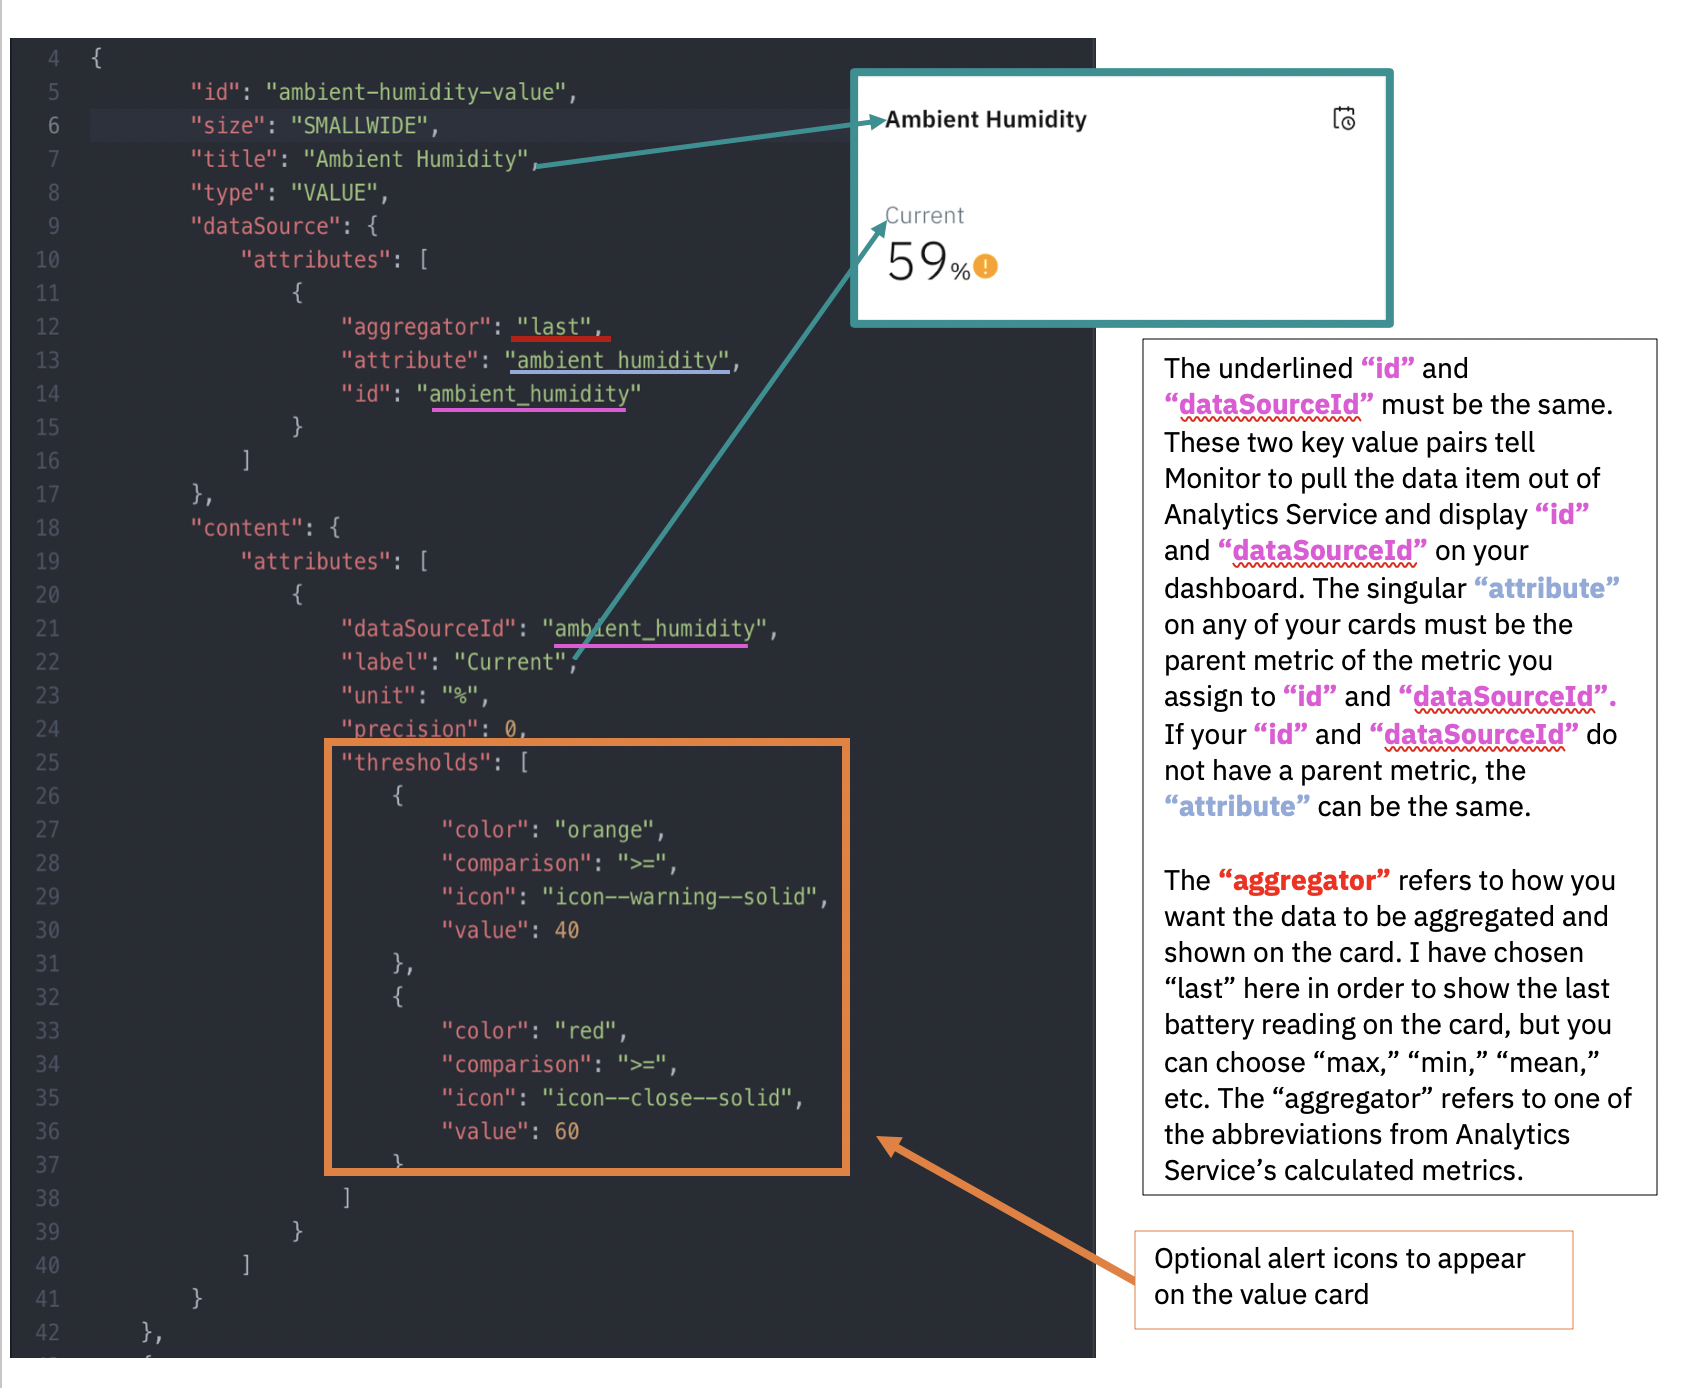 4 {
5 "id": "ambient-humidity-value",
6 "size": "SMALLWIDE",
7 "title": "Ambient Humidity",
8 "type": "VALUE",
9 "dataSource": {
10 "attributes": [
11 {
12 "aggregator": "last",
13 "attribute": "ambient_humidity",
14 "id": "ambient_humidity"
15 }
16 ]
17 },
18 "content": {
19 "attributes": [
20 {
21 "dataSourceId": "ambient_humidity",
22 "label": "Current",
23 "unit": "%",
24 "precision": 0,
25 "thresholds": [
26 {
27 "color": "orange",
28 "comparison": ">=",
29 "icon": "icon--warning--solid",
30 "value": 40
31 },
32 {
33 "color": "red",
34 "comparison": ">=",
35 "icon": "icon--close--solid",
36 "value": 60
37 }
38 ]
39 }
40 ]
41 }
42 },
Ambient Humidity
Current
59%
The underlined “id” and
“dataSourceId” must be the same.
These two key value pairs tell
Monitor to pull the data item out of
Analytics Service and display “id”
and “dataSourceId” on your
dashboard. The singular “attribute”
on any of your cards must be the
parent metric of the metric you
assign to “id” and “dataSourceId”.
If your “id” and “dataSourceId” do
not have a parent metric, the
“attribute” can be the same.
The “aggregator” refers to how you
want the data to be aggregated and
shown on the card. I have chosen
“last” here in order to show the last
battery reading on the card, but you
can choose “max,” “min,” “mean,”
etc. The “aggregator” refers to one of
the abbreviations from Analytics
Service’s calculated metrics.
Optional alert icons to appear
on the value card